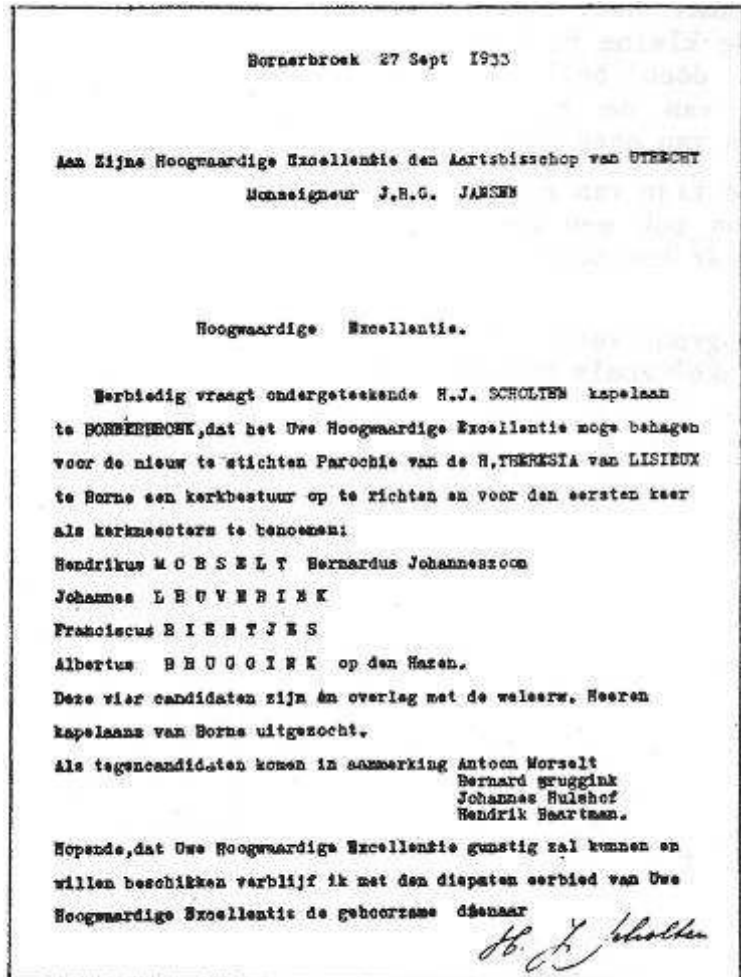 Bornerbroek 27 Sept 1933
Aan Zijne Hoogwaardige Excellentie den Aartsbisschop van UTRECHT
Monseigneur J.H.G. JANSEN
Hoogwaardige Excellentie.
Eerbiedig vraagt ondergeteekende H.J. SCHOLTEN kapelaan
te BORNERBROEK, dat het Uwe Hoogwaardige Excellentie moge behagen
voor de nieuw te stichten Parochie van de H. THERESIA van LISIEUX
te Borne een kerkbestuur op te richten en voor den eersten keer
als kerkmeesters te benoemen:
Hendrikus M O R S E L T Bernardus Johanneszoon
Johannes L E U V E R I N K
Franciscus R I E N T J E S
Albertus B R U G G I N K op den Hazen.
Deze vier candidaten zijn in overleg met de weleerw. Heeren
kapelaans van Borne uitgezocht.
Als tegencandidaten komen in aanmerking Antoon Morselt
Bernard Bruggink
Johannes Hulshof
Hendrik Baartman.
Hopende, dat Uwe Hoogwaardige Excellentie gunstig zal kunnen en
willen beschikken verblijf ik met den diepsten eerbied van Uwe
Hoogwaardige Excellentie de gehoorzame dienaar
H. J. Scholten